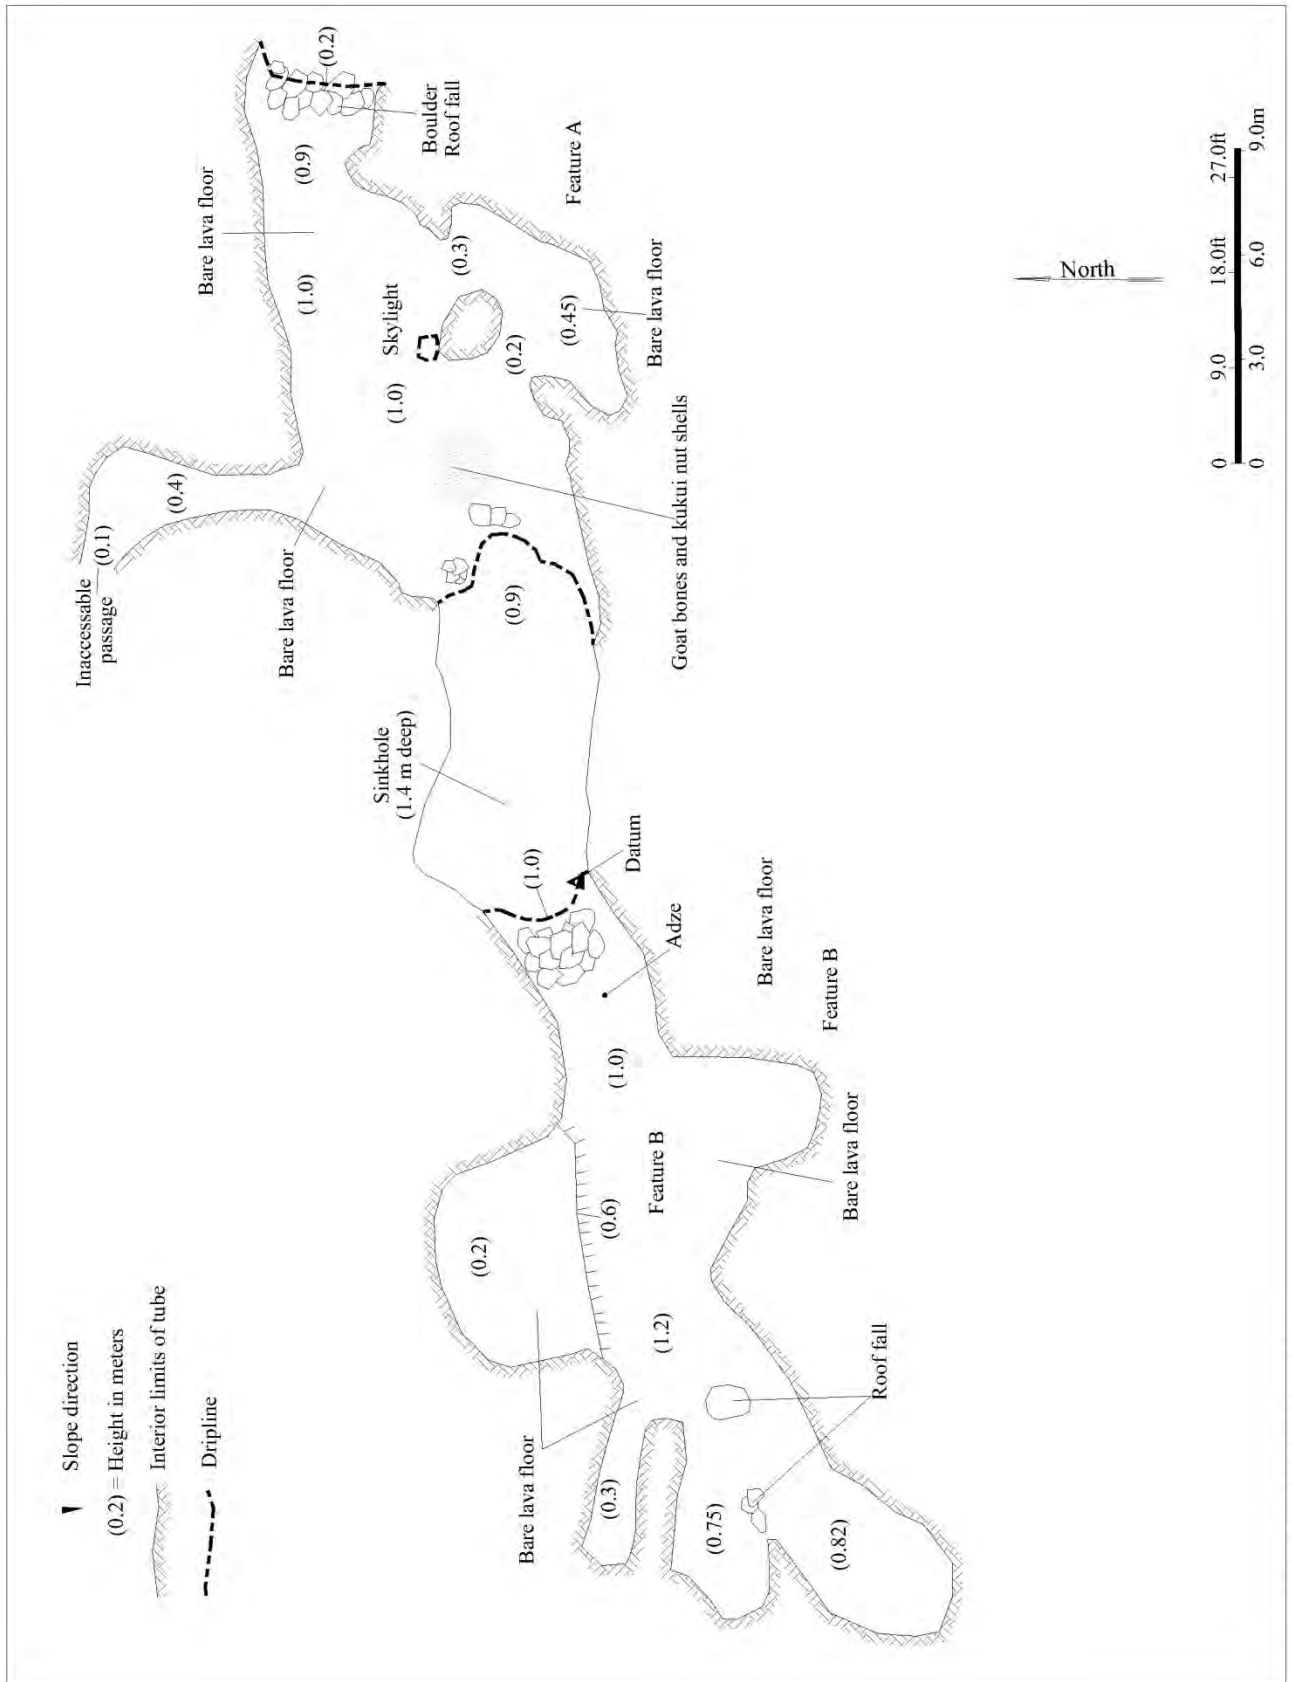 Slope direction
(0.2) = Height in meters
Interior limits of tube
Dripline
Inaccessable
passage
(0.1)
(0.4)
Bare lava floor
Bare lava floor
(0.2)
Boulder
Roof fall
(0.9)
(1.0)
Skylight
(1.0)
(0.3)
(0.2)
(0.45)
Feature A
Bare lava floor
Goat bones and kukui nut shells
(0.9)
Sinkhole
(1.4 m deep)
(1.0)
Datum
Adze
(1.0)
Bare lava floor
Feature B
Feature B
Bare lava floor
(0.2)
(0.6)
(1.2)
Bare lava floor
(0.3)
(0.75)
(0.82)
Roof fall
North
0 9.0 18.0ft 27.0ft
0 3.0 6.0 9.0m